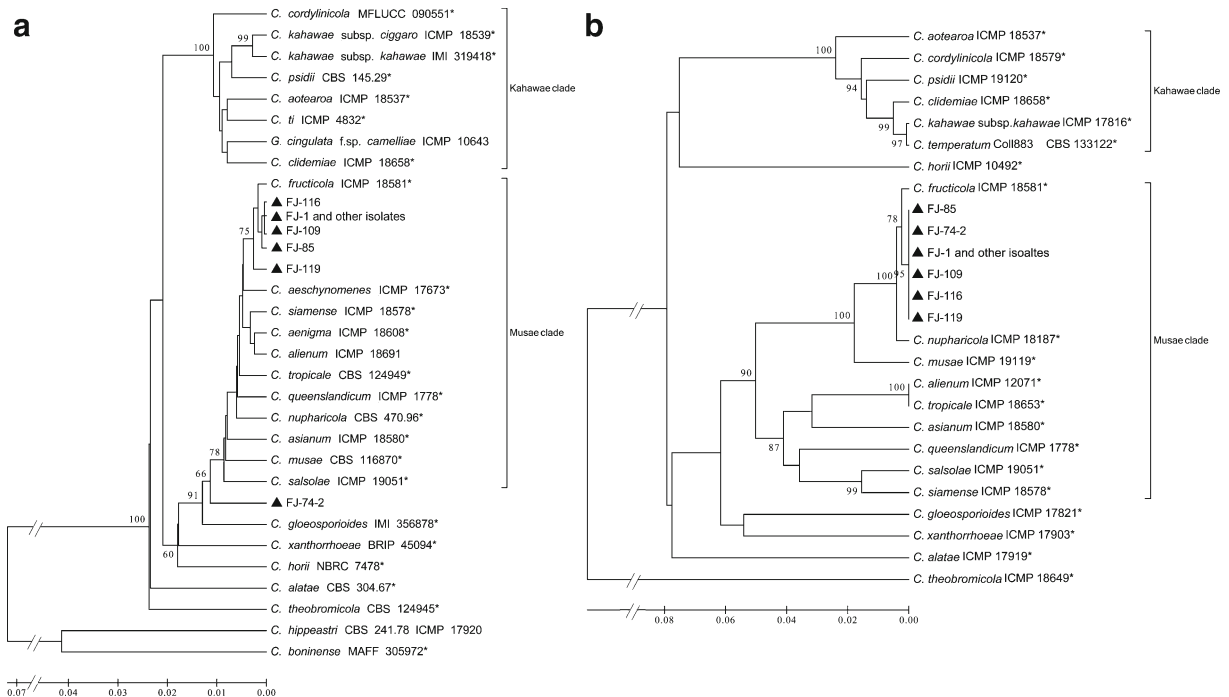 a
C. cordylinicola MFLUCC 090551*
C. kahawae subsp. ciggaro ICMP 18539*
99
100
C. kahawae subsp. kahawae IMI 319418*
C. psidii CBS 145.29*
Kahawae clade
C. aotearoa ICMP 18537*
C. ti ICMP 4832*
G. cingulata f.sp. camelliae ICMP 10643
C. clidemiae ICMP 18658*
C. fructicola ICMP 18581*
▲ FJ-116
▲ FJ-1 and other isolates
75
▲ FJ-109
▲ FJ-85
▲ FJ-119
C. aeschynomenes ICMP 17673*
C. siamense ICMP 18578*
C. aenigma ICMP 18608*
Musae clade
C. alienum ICMP 18691
C. tropicale CBS 124949*
C. queenslandicum ICMP 1778*
C. nupharicola CBS 470.96*
C. asianum ICMP 18580*
78
C. musae CBS 116870*
66
C. salsolae ICMP 19051*
91
▲ FJ-74-2
100
C. gloeosporioides IMI 356878*
C. xanthorrhoeae BRIP 45094*
60
C. horii NBRC 7478*
C. alatae CBS 304.67*
C. theobromicola CBS 124945*
C. hippeastri CBS 241.78 ICMP 17920
C. boninense MAFF 305972*
0.07 0.04 0.03 0.02 0.01 0.00
b
C. aotearoa ICMP 18537*
100
C. cordylinicola ICMP 18579*
C. psidii ICMP 19120*
94
Kahawae clade
C. clidemiae ICMP 18658*
99
C. kahawae subsp.kahawae ICMP 17816*
97
C. temperatum Coll883 CBS 133122*
C. horii ICMP 10492*
C. fructicola ICMP 18581*
▲ FJ-85
78
▲ FJ-74-2
▲ FJ-1 and other isoaltes
100
95
▲ FJ-109
▲ FJ-116
100
▲ FJ-119
C. nupharicola ICMP 18187*
Musae clade
C. musae ICMP 19119*
90
C. alienum ICMP 12071*
100
C. tropicale ICMP 18653*
C. asianum ICMP 18580*
87
C. queenslandicum ICMP 1778*
C. salsolae ICMP 19051*
99
C. siamense ICMP 18578*
C. gloeosporioides ICMP 17821*
C. xanthorrhoeae ICMP 17903*
C. alatae ICMP 17919*
C. theobromicola ICMP 18649*
0.08 0.06 0.04 0.02 0.00